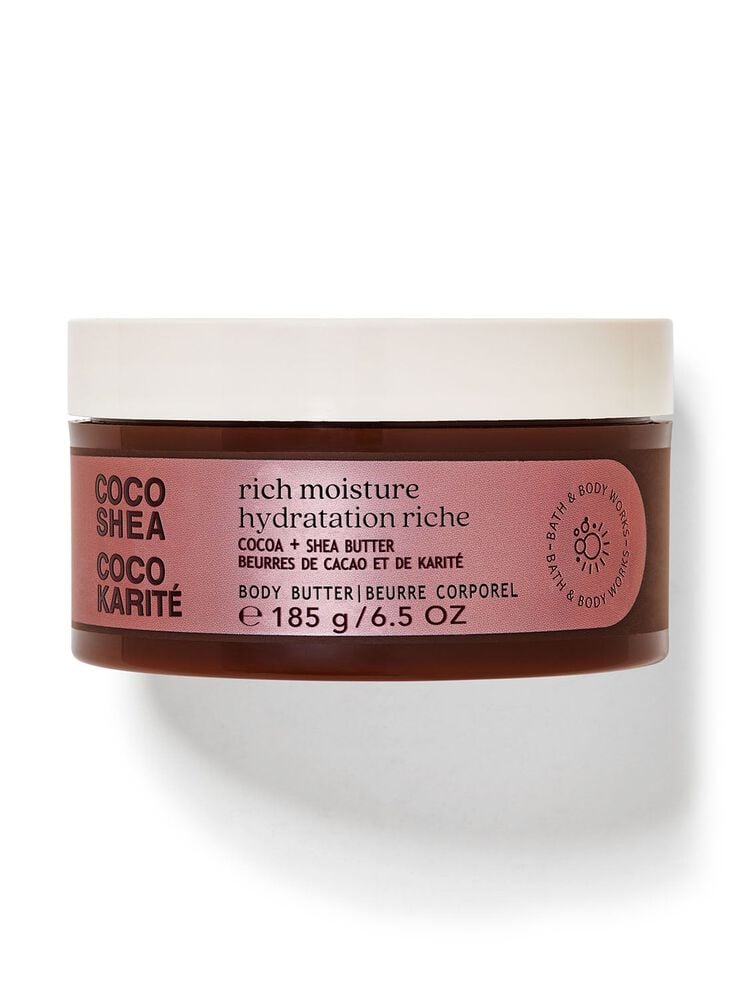 COCO
SHEA
COCO
KARITÉ
rich moisture
hydratation riche
COCOA + SHEA BUTTER
BEURRES DE CACAO ET DE KARITÉ
BODY BUTTER|BEURRE CORPOREL
℮ 185 g/6.5 OZ
BATH & BODY WORKS–
BATH & BODY WORKS–